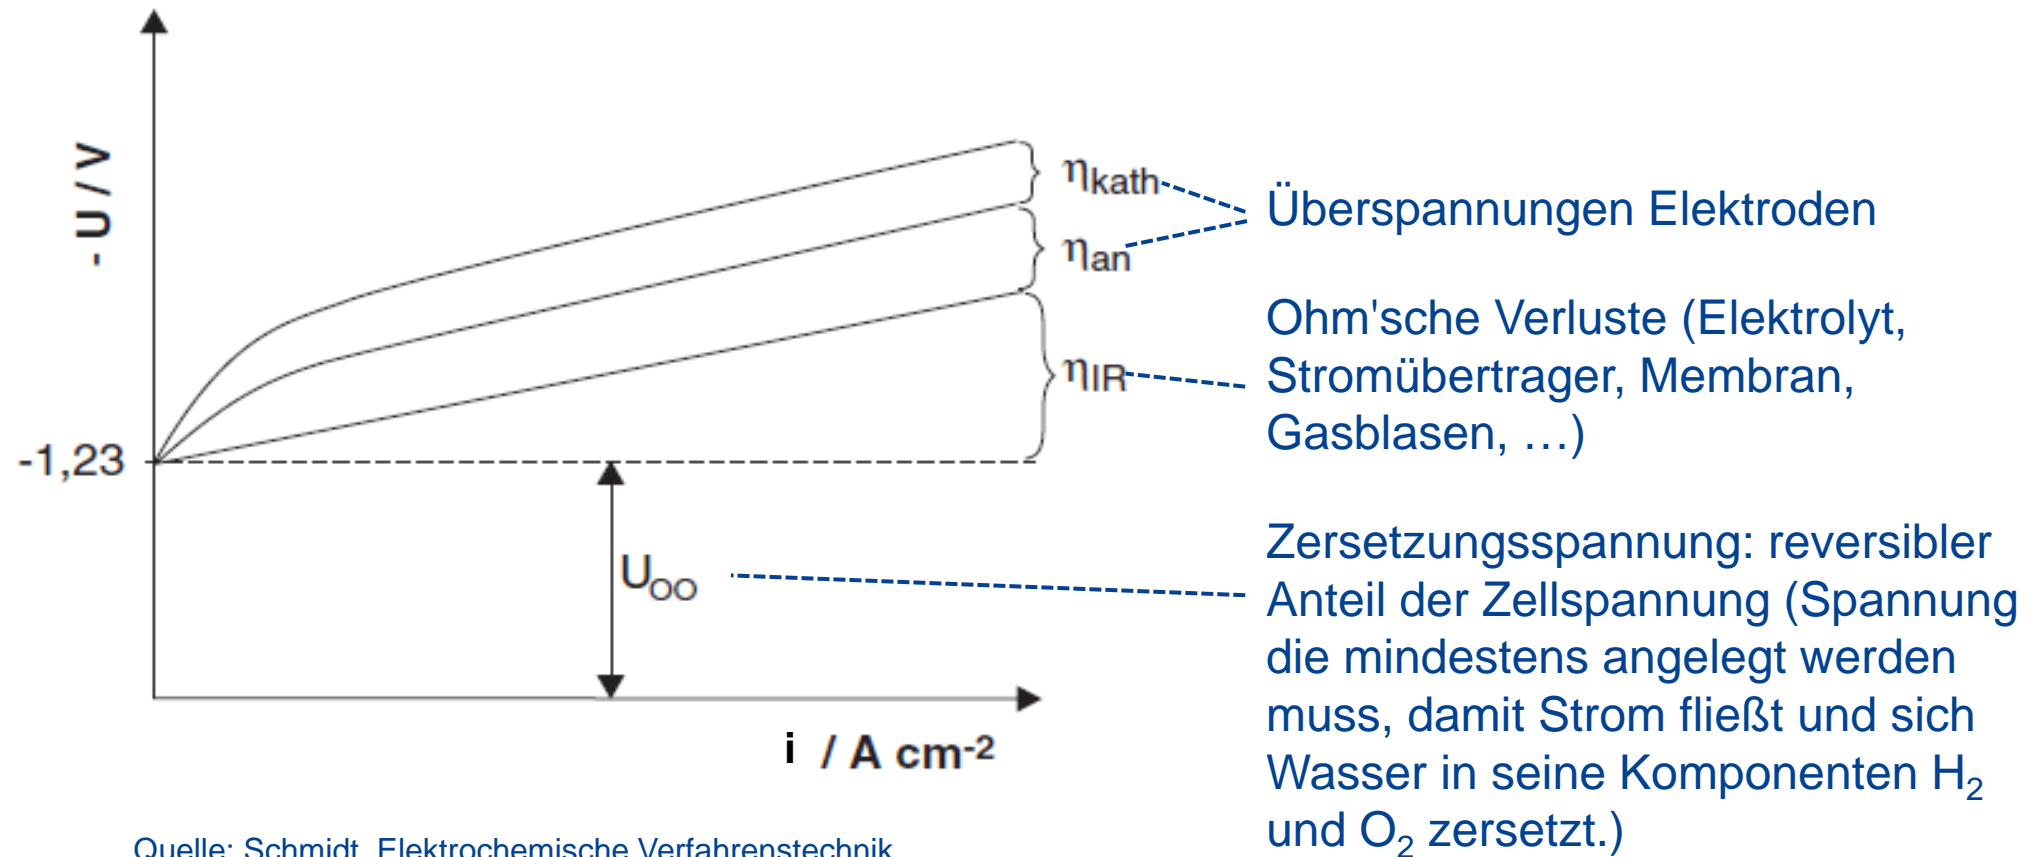 - U / V
-1,23
ηkath
ηan
ηIR
UOO
i / A cm-2
Überspannungen Elektroden
Ohm'sche Verluste (Elektrolyt,
Stromübertrager, Membran,
Gasblasen, …)
Zersetzungsspannung: reversibler
Anteil der Zellspannung (Spannung
die mindestens angelegt werden
muss, damit Strom fließt und sich
Wasser in seine Komponenten H2
und O2 zersetzt.)
Quelle: Schmidt, Elektrochemische Verfahrenstechnik